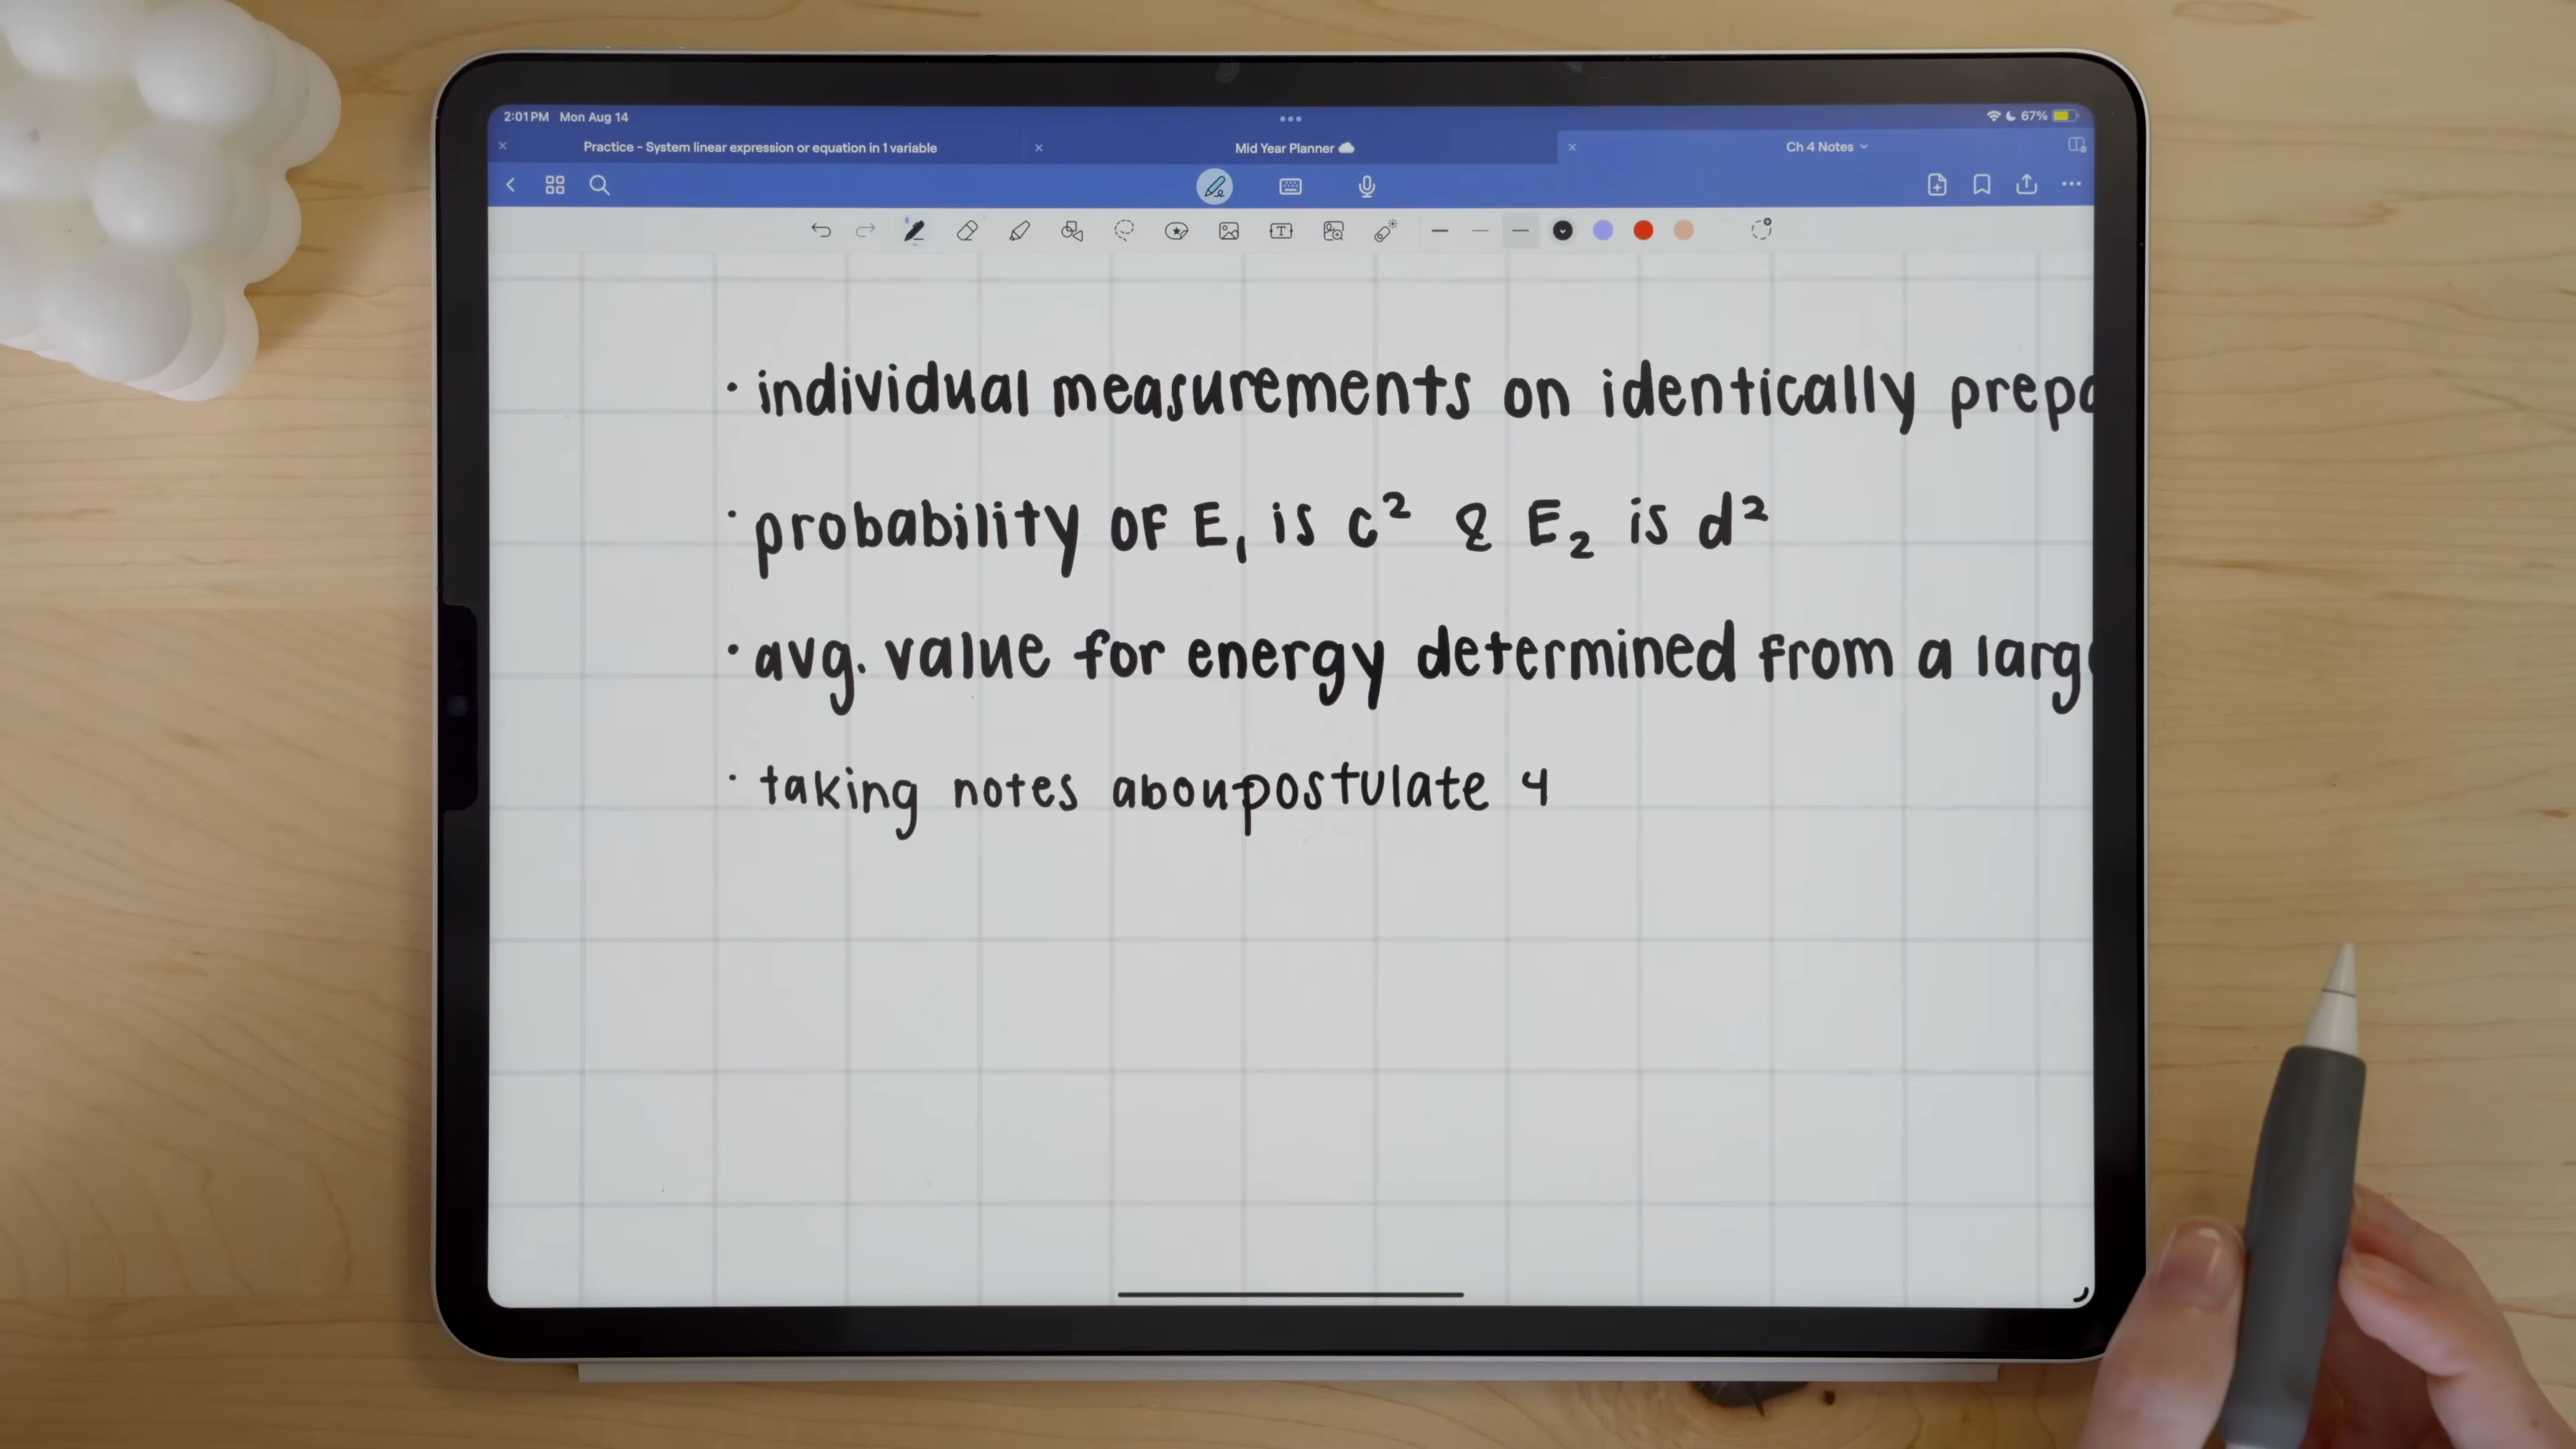 2:01 PM Mon Aug 14
67%
Practice - System linear expression or equation in 1 variable
Mid Year Planner
Ch 4 Notes
· individual measurements on identically prepa
· probability OF E₁ is c² & E₂ is d²
· avg. value for energy determined from a large
· taking notes aboupostulate 4